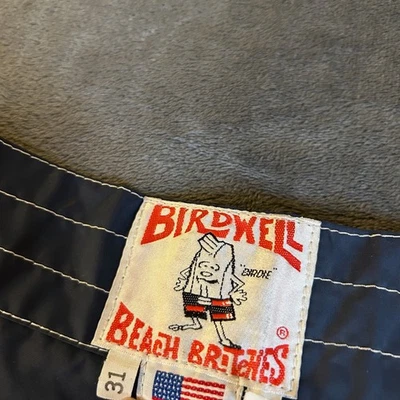 BIRDWELL
"BIRDIE"
®
BEACH BRITCHES
31